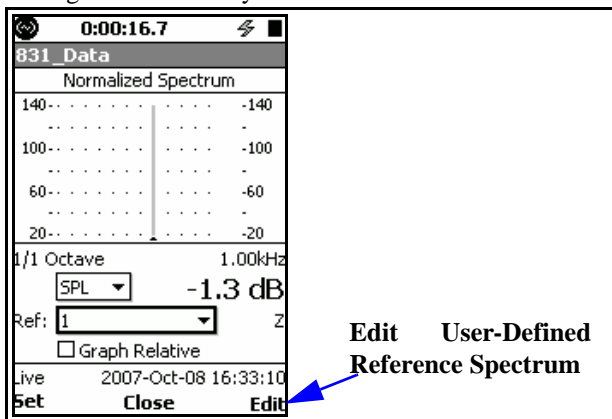 0:00:16.7
831_Data
Normalized Spectrum
140 -140
100 -100
60 -60
20 -20
1/1 Octave 1.00kHz
SPL -1.3 dB
Ref: 1 Z
Graph Relative
Live 2007-Oct-08 16:33:10
Set Close Edit
Edit User-Defined
Reference Spectrum